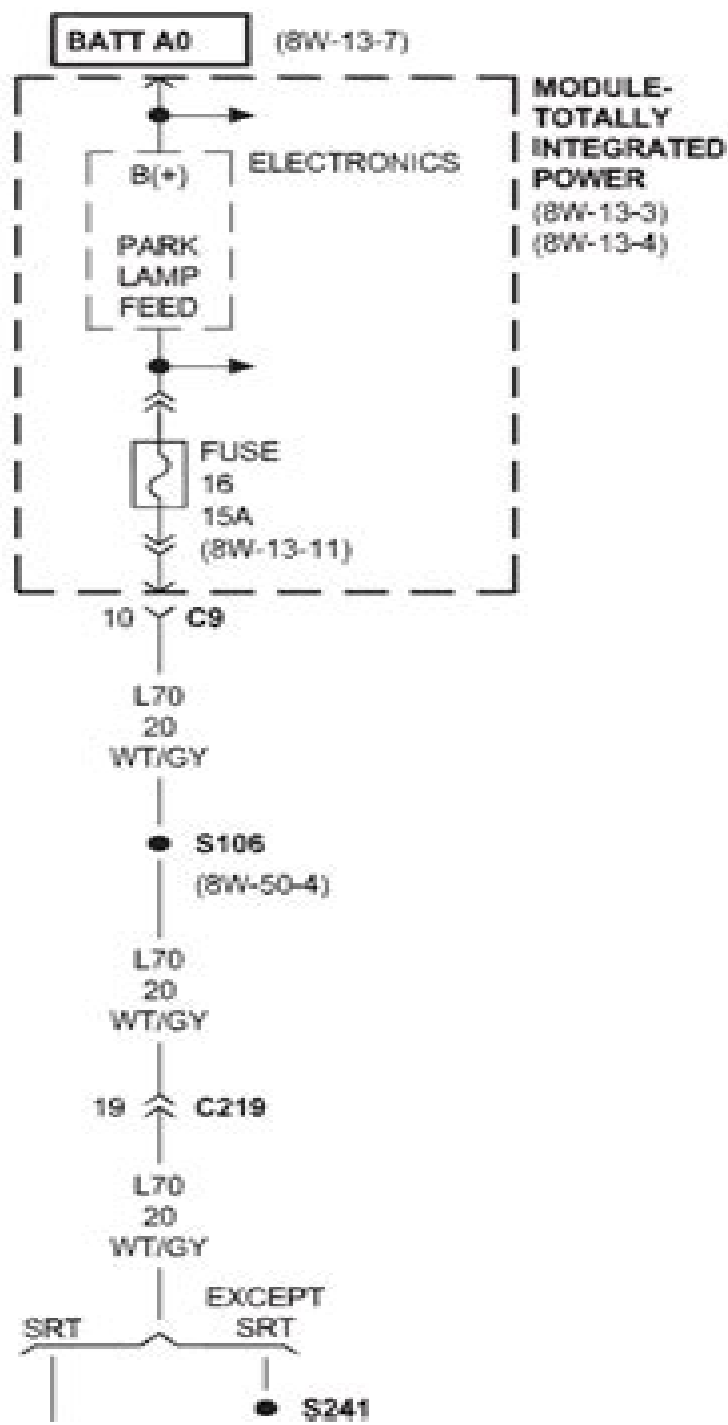 BATT A0 (8W-13-7)
MODULE-
TOTALLY
INTEGRATED
POWER
(8W-13-3)
(8W-13-4)
B(+)
ELECTRONICS
PARK
LAMP
FEED
FUSE
16
15A
(8W-13-11)
10 C9
L70
20
WT/GY
S106
(8W-50-4)
L70
20
WT/GY
19 C219
L70
20
WT/GY
SRT
EXCEPT
SRT
S241